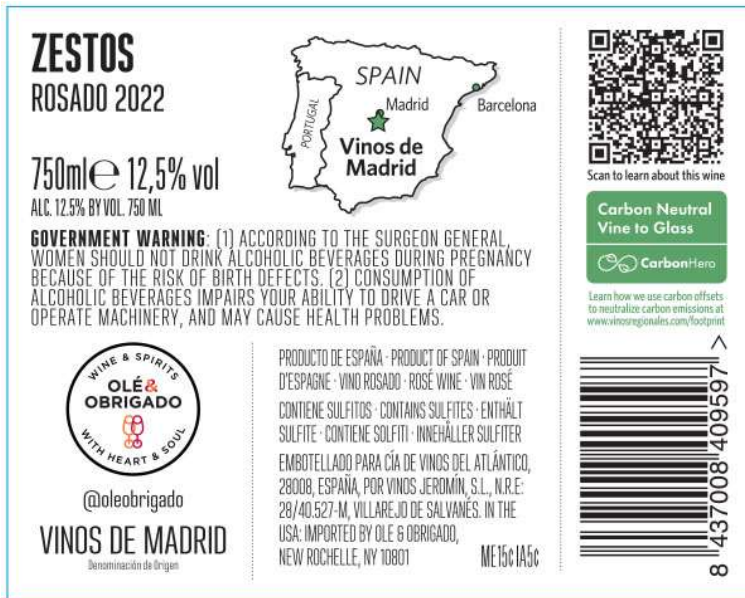 ZESTOS
ROSADO 2022
750ml℮ 12,5% vol
ALC. 12.5% BY VOL. 750 ML
SPAIN
PORTUGAL
Madrid
Barcelona
Vinos de
Madrid
GOVERNMENT WARNING: (1) ACCORDING TO THE SURGEON GENERAL,
WOMEN SHOULD NOT DRINK ALCOHOLIC BEVERAGES DURING PREGNANCY
BECAUSE OF THE RISK OF BIRTH DEFECTS. (2) CONSUMPTION OF
ALCOHOLIC BEVERAGES IMPAIRS YOUR ABILITY TO DRIVE A CAR OR
OPERATE MACHINERY, AND MAY CAUSE HEALTH PROBLEMS.
WINE & SPIRITS
OLÉ&
OBRIGADO
WITH HEART & SOUL
@oleobrigado
VINOS DE MADRID
Denominación de Origen
PRODUCTO DE ESPAÑA · PRODUCT OF SPAIN · PRODUIT
D'ESPAGNE · VINO ROSADO · ROSÉ WINE · VIN ROSÉ
CONTIENE SULFITOS · CONTAINS SULFITES · ENTHÄLT
SULFITE · CONTIENE SOLFITI · INNEHÅLLER SULFITER
EMBOTELLADO PARA CÍA DE VINOS DEL ATLÁNTICO,
28008, ESPAÑA, POR VINOS JEROMÍN, S.L., N.R.E:
28/40.527-M, VILLAREJO DE SALVANÉS. IN THE
USA: IMPORTED BY OLE & OBRIGADO,
NEW ROCHELLE, NY 10801
ME15¢ IA5¢
Scan to learn about this wine
Carbon Neutral
Vine to Glass
CarbonHero
Learn how we use carbon offsets
to neutralize carbon emissions at
www.vinosregionales.com/footprint
8 437008 409597 >